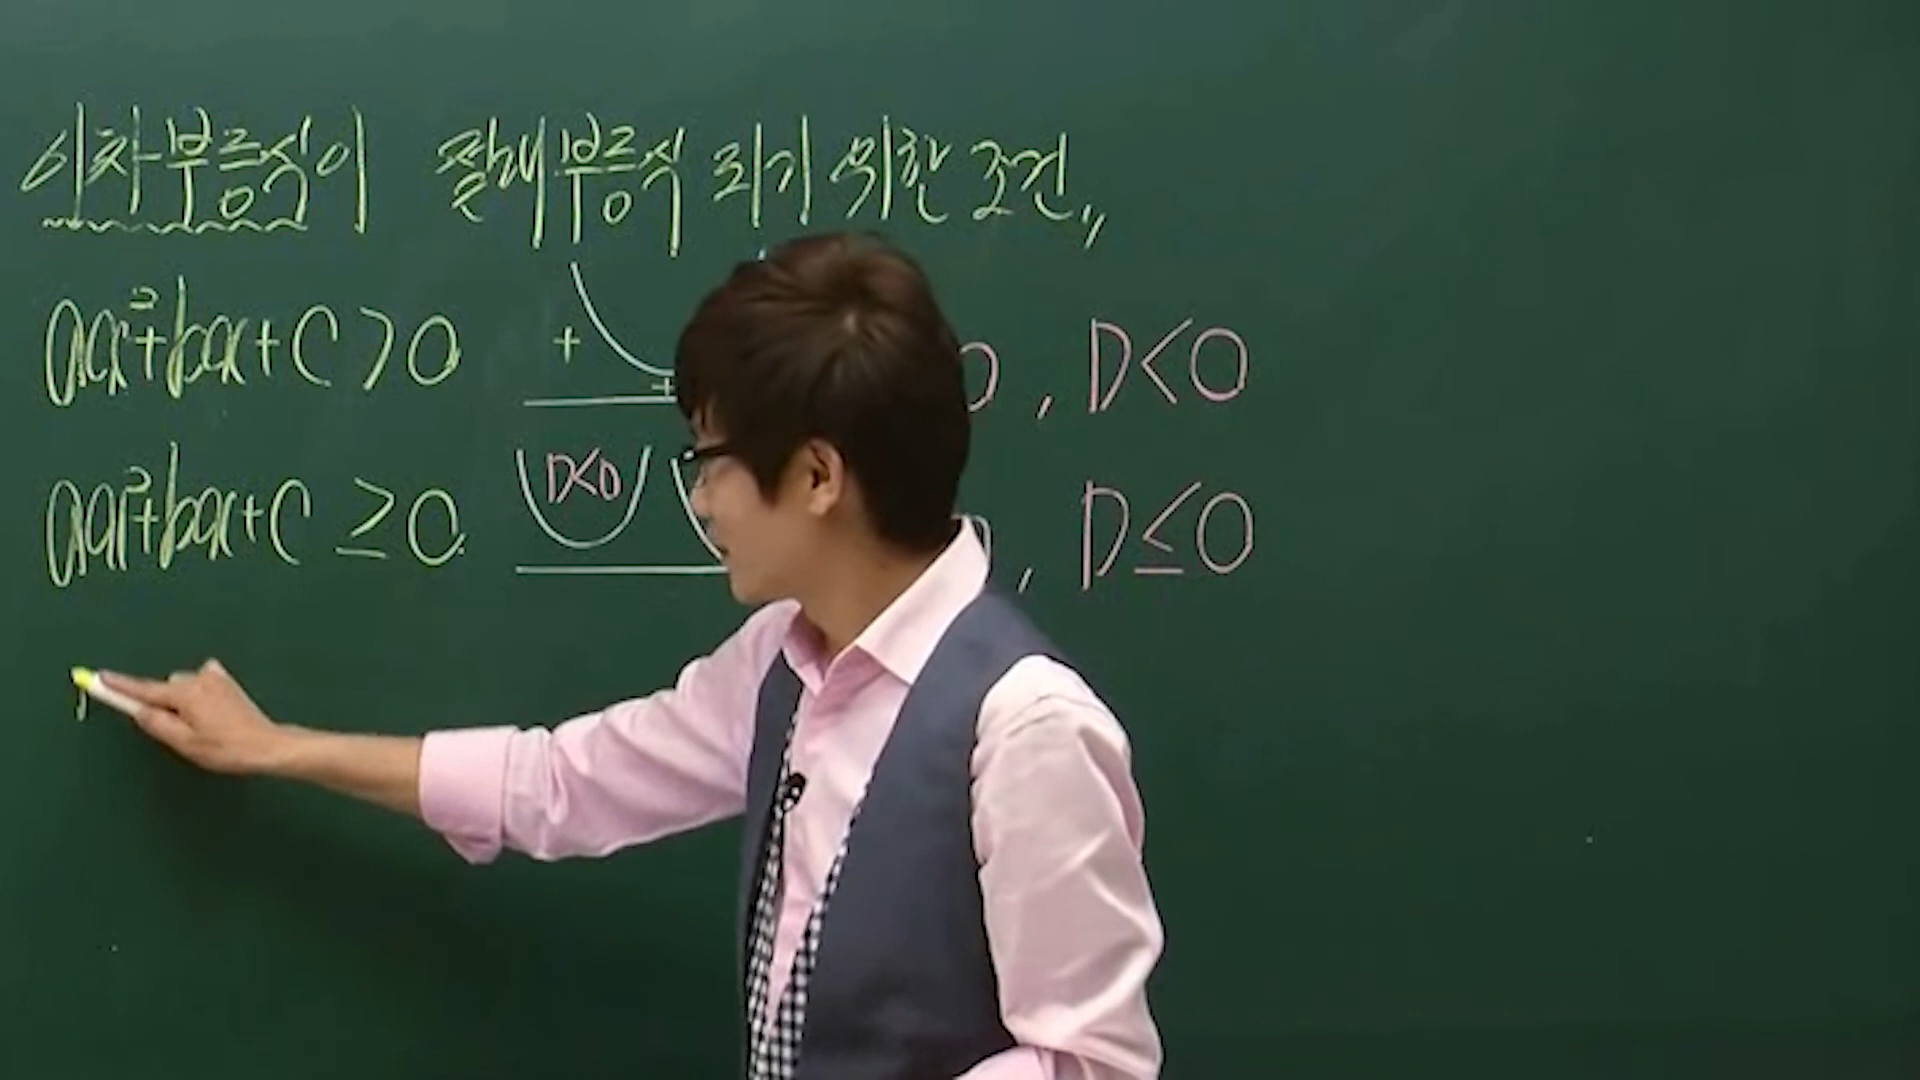 이차부등식이 절대부등식 되기 위한 조건,,
ax²+bx+c>0 + + 0, D<0
ax²+bx+c≥0 D<0 , D≤0